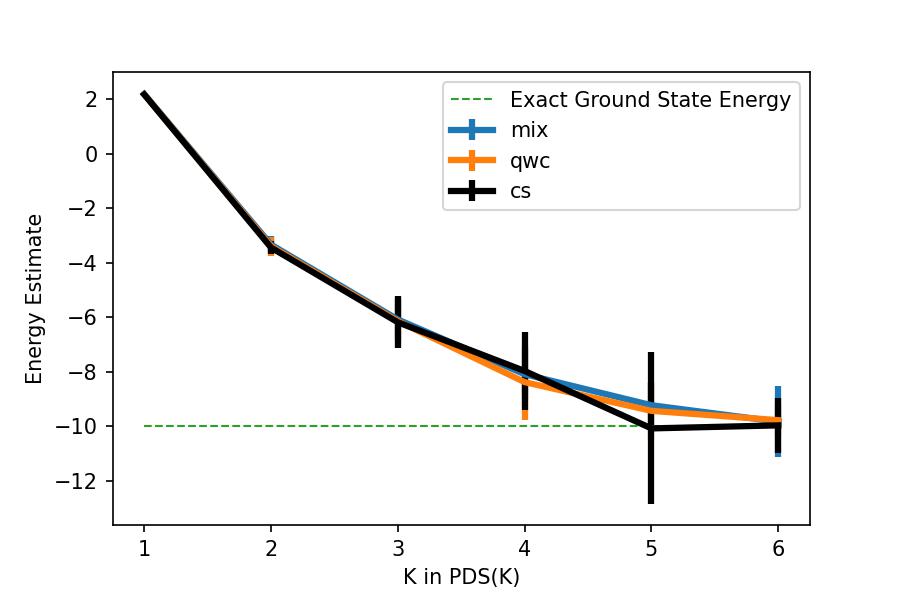 Exact Ground State Energy
mix
qwc
cs
Energy Estimate
2
0
−2
−4
−6
−8
−10
−12
1 2 3 4 5 6
K in PDS(K)